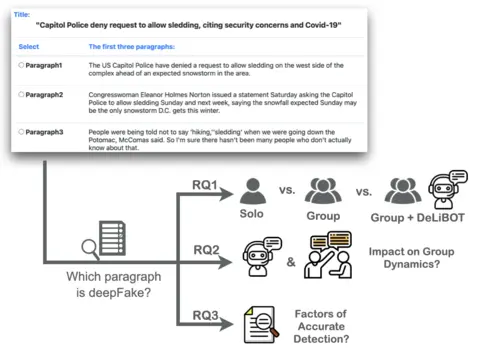 Title:
"Capitol Police deny request to allow sledding, citing security concerns and Covid-19"
Select The first three paragraphs:
Paragraph1 The US Capitol Police have denied a request to allow sledding on the west side of the
complex ahead of an expected snowstorm in the area.
Paragraph2 Congresswoman Eleanor Holmes Norton issued a statement Saturday asking the Capitol
Police to allow sledding Sunday and next week, saying the snowfall expected Sunday may
be the only snowstorm D.C. gets this winter.
Paragraph3 People were being told not to say 'hiking,''sledding' when we were going down the
Potomac, McComas said. So I'm sure there hasn't been many people who don't actually
know about that.
RQ1
vs.
vs.
Solo
Group
Group + DeLiBOT
RQ2
&
Impact on Group
Dynamics?
Which paragraph
is deepFake?
RQ3
Factors of
Accurate
Detection?